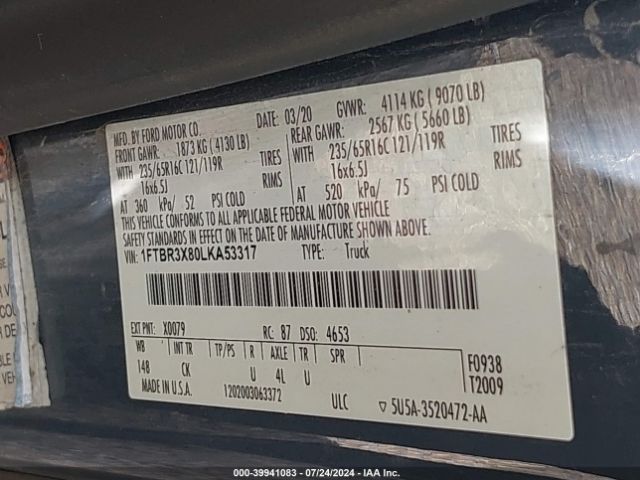 MFD. BY FORD MOTOR CO.
DATE: 03/20 GVWR: 4114 KG ( 9070 LB)
FRONT GAWR: 1873 KG ( 4130 LB) REAR GAWR: 2567 KG ( 5660 LB)
WITH 235/65R16C 121/119R TIRES WITH 235/65R16C 121/119R TIRES
16x6.5J RIMS 16x6.5J RIMS
AT 360 kPa/ 52 PSI COLD AT 520 kPa/ 75 PSI COLD
THIS VEHICLE CONFORMS TO ALL APPLICABLE FEDERAL MOTOR VEHICLE
SAFETY STANDARDS IN EFFECT ON THE DATE OF MANUFACTURE SHOWN ABOVE.
VIN: 1FTBR3X80LKA53317 TYPE: Truck
EXT PNT: X0079 RC: 87 DSO: 4653
WB INT TR TP/PS R AXLE TR SPR F0938
148 CK U 4L U T2009
MADE IN U.S.A. 1202003063372 ULC ▽ 5U5A-3520472-AA
000-39941083 / 07/24/2024 - IAA Inc.